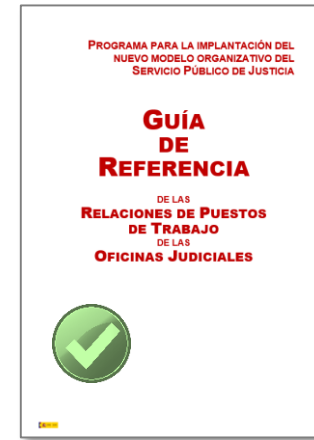 PROGRAMA PARA LA IMPLANTACIÓN DEL
NUEVO MODELO ORGANIZATIVO DEL
SERVICIO PÚBLICO DE JUSTICIA
GUÍA
DE
REFERENCIA
DE LAS
RELACIONES DE PUESTOS
DE TRABAJO
DE LAS
OFICINAS JUDICIALES